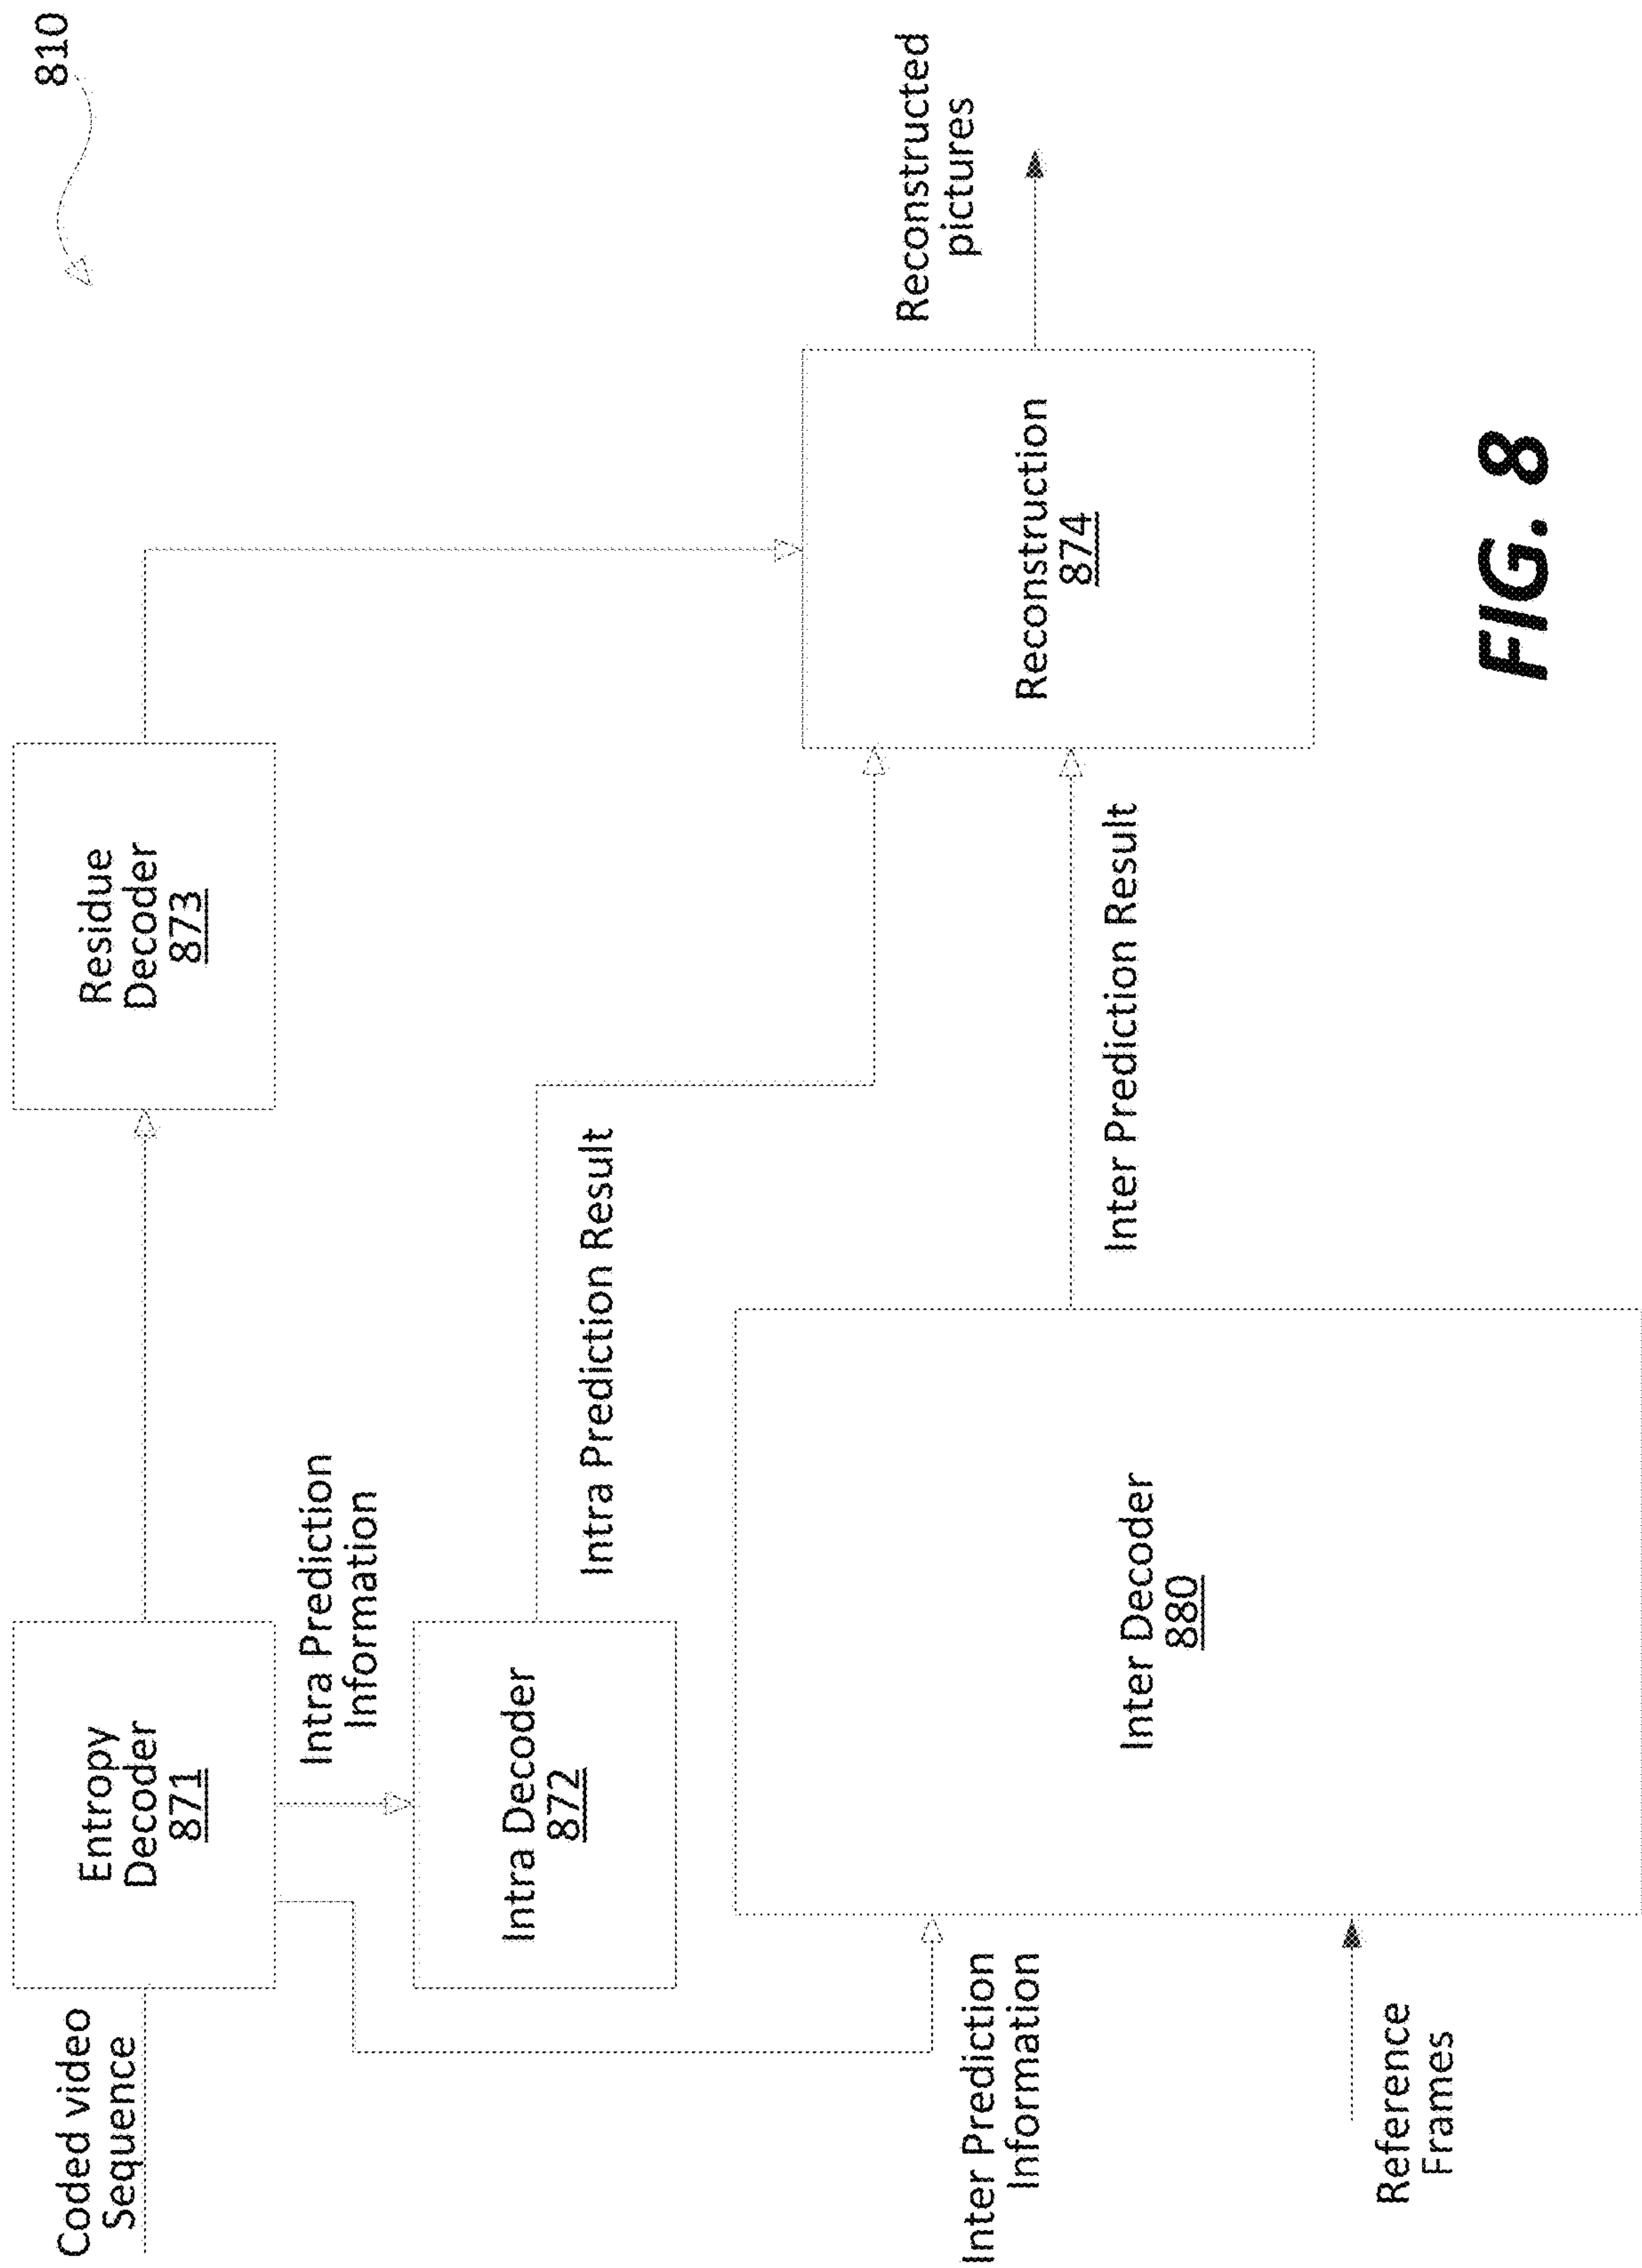 810
Coded video
Sequence
Entropy
Decoder
871
Residue
Decoder
873
Intra Prediction
Information
Intra Decoder
872
Intra Prediction Result
Inter Prediction
Information
Inter Decoder
880
Inter Prediction Result
Reference
Frames
Reconstruction
874
Reconstructed
pictures
FIG. 8